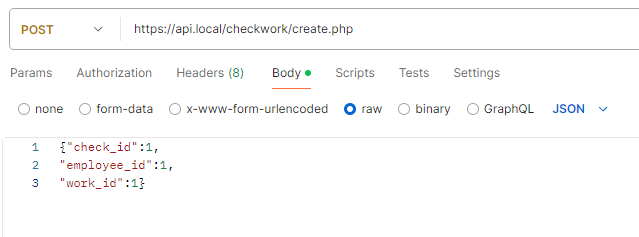 POST https://api.local/checkwork/create.php
Params Authorization Headers (8) Body Scripts Tests Settings
none form-data x-www-form-urlencoded raw binary GraphQL JSON
1 {"check_id":1,
2 "employee_id":1,
3 "work_id":1}